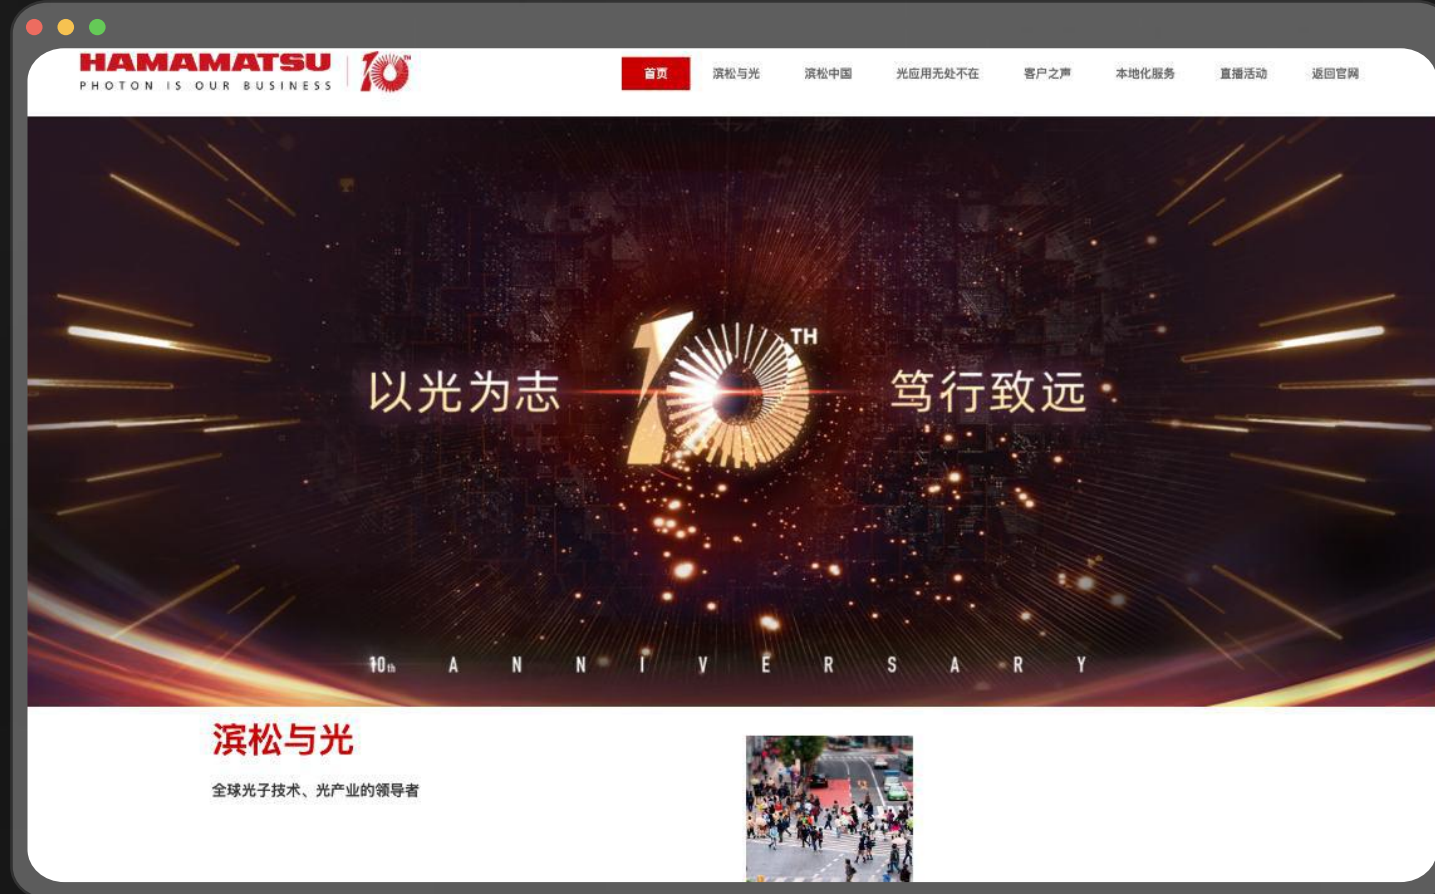 HAMAMATSU
PHOTON IS OUR BUSINESS
10TH
首页 滨松与光 滨松中国 光应用无处不在 客户之声 本地化服务 直播活动 返回官网
以光为志 10TH 笃行致远
10th ANNIVERSARY
滨松与光
全球光子技术、光产业的领导者